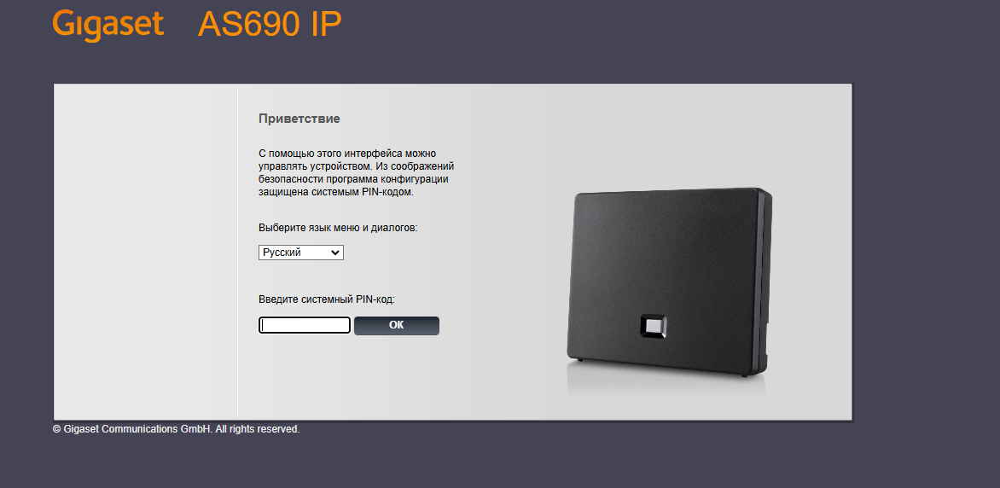 Gigaset AS690 IP
Приветствие
С помощью этого интерфейса можно
управлять устройством. Из соображений
безопасности программа конфигурации
защищена системым PIN-кодом.
Выберите язык меню и диалогов:
Русский
Введите системный PIN-код:
OK
© Gigaset Communications GmbH. All rights reserved.